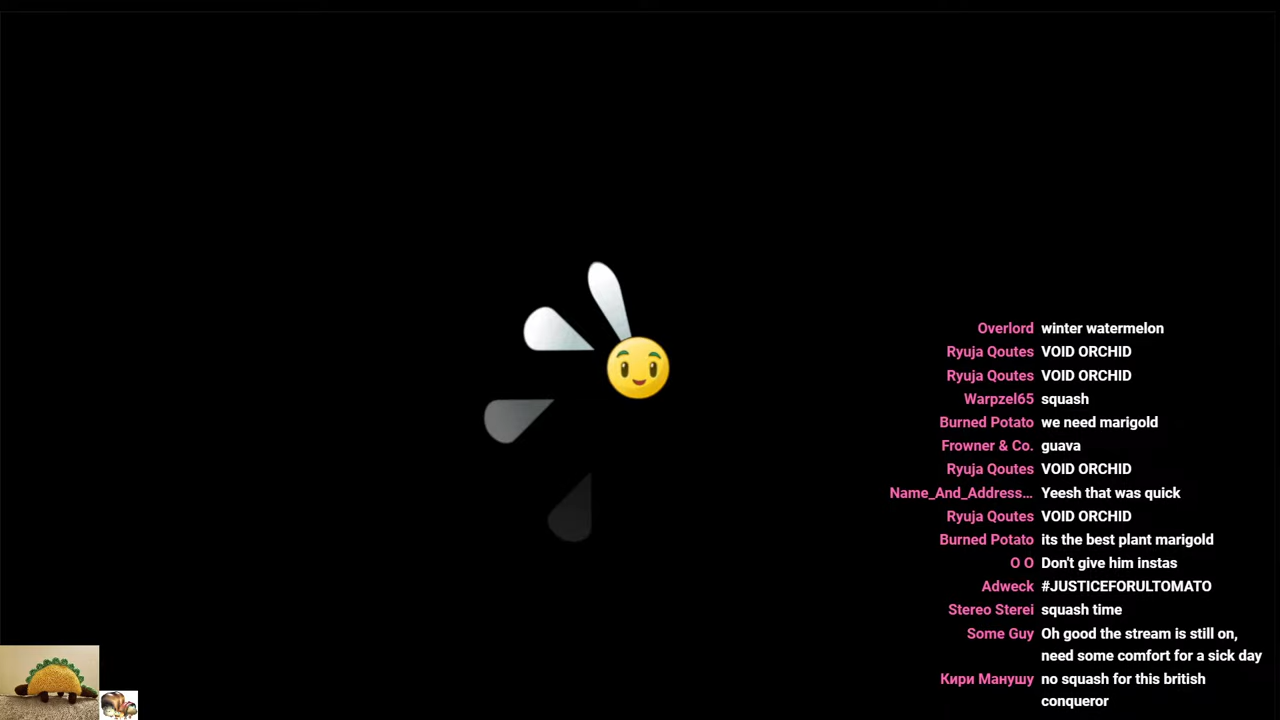 Overlord winter watermelon
Ryuja Qoutes VOID ORCHID
Ryuja Qoutes VOID ORCHID
Warpzel65 squash
Burned Potato we need marigold
Frowner & Co. guava
Ryuja Qoutes VOID ORCHID
Name_And_Address... Yeesh that was quick
Ryuja Qoutes VOID ORCHID
Burned Potato its the best plant marigold
O O Don't give him instas
Adweck #JUSTICEFORULTOMATO
Stereo Sterei squash time
Some Guy Oh good the stream is still on,
need some comfort for a sick day
Кири Манушу no squash for this british
conqueror